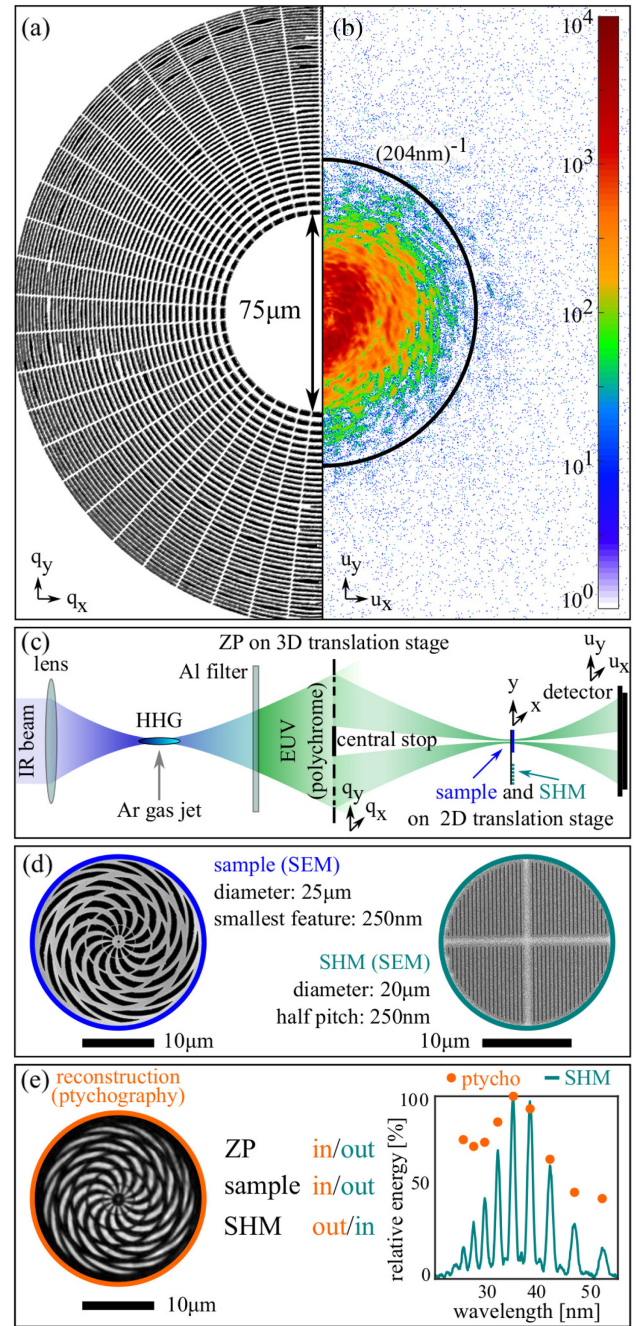 (a)
75μm
q_y
q_x
(b)
(204nm)⁻¹
10⁴
10³
10²
10¹
10⁰
u_y
u_x
(c)
ZP on 3D translation stage
lens
Al filter
u_y
u_x
detector
IR beam
HHG
EUV
(polychrome)
central stop
y
x
Ar gas jet
q_y
q_x
sample and SHM
on 2D translation stage
(d)
sample (SEM)
diameter: 25μm
smallest feature: 250nm
SHM (SEM)
diameter: 20μm
half pitch: 250nm
10μm
10μm
(e)
reconstruction
(ptychography)
ZP in/out
sample in/out
SHM out/in
10μm
ptycho
SHM
relative energy [%]
100
50
0
30
40
50
wavelength [nm]